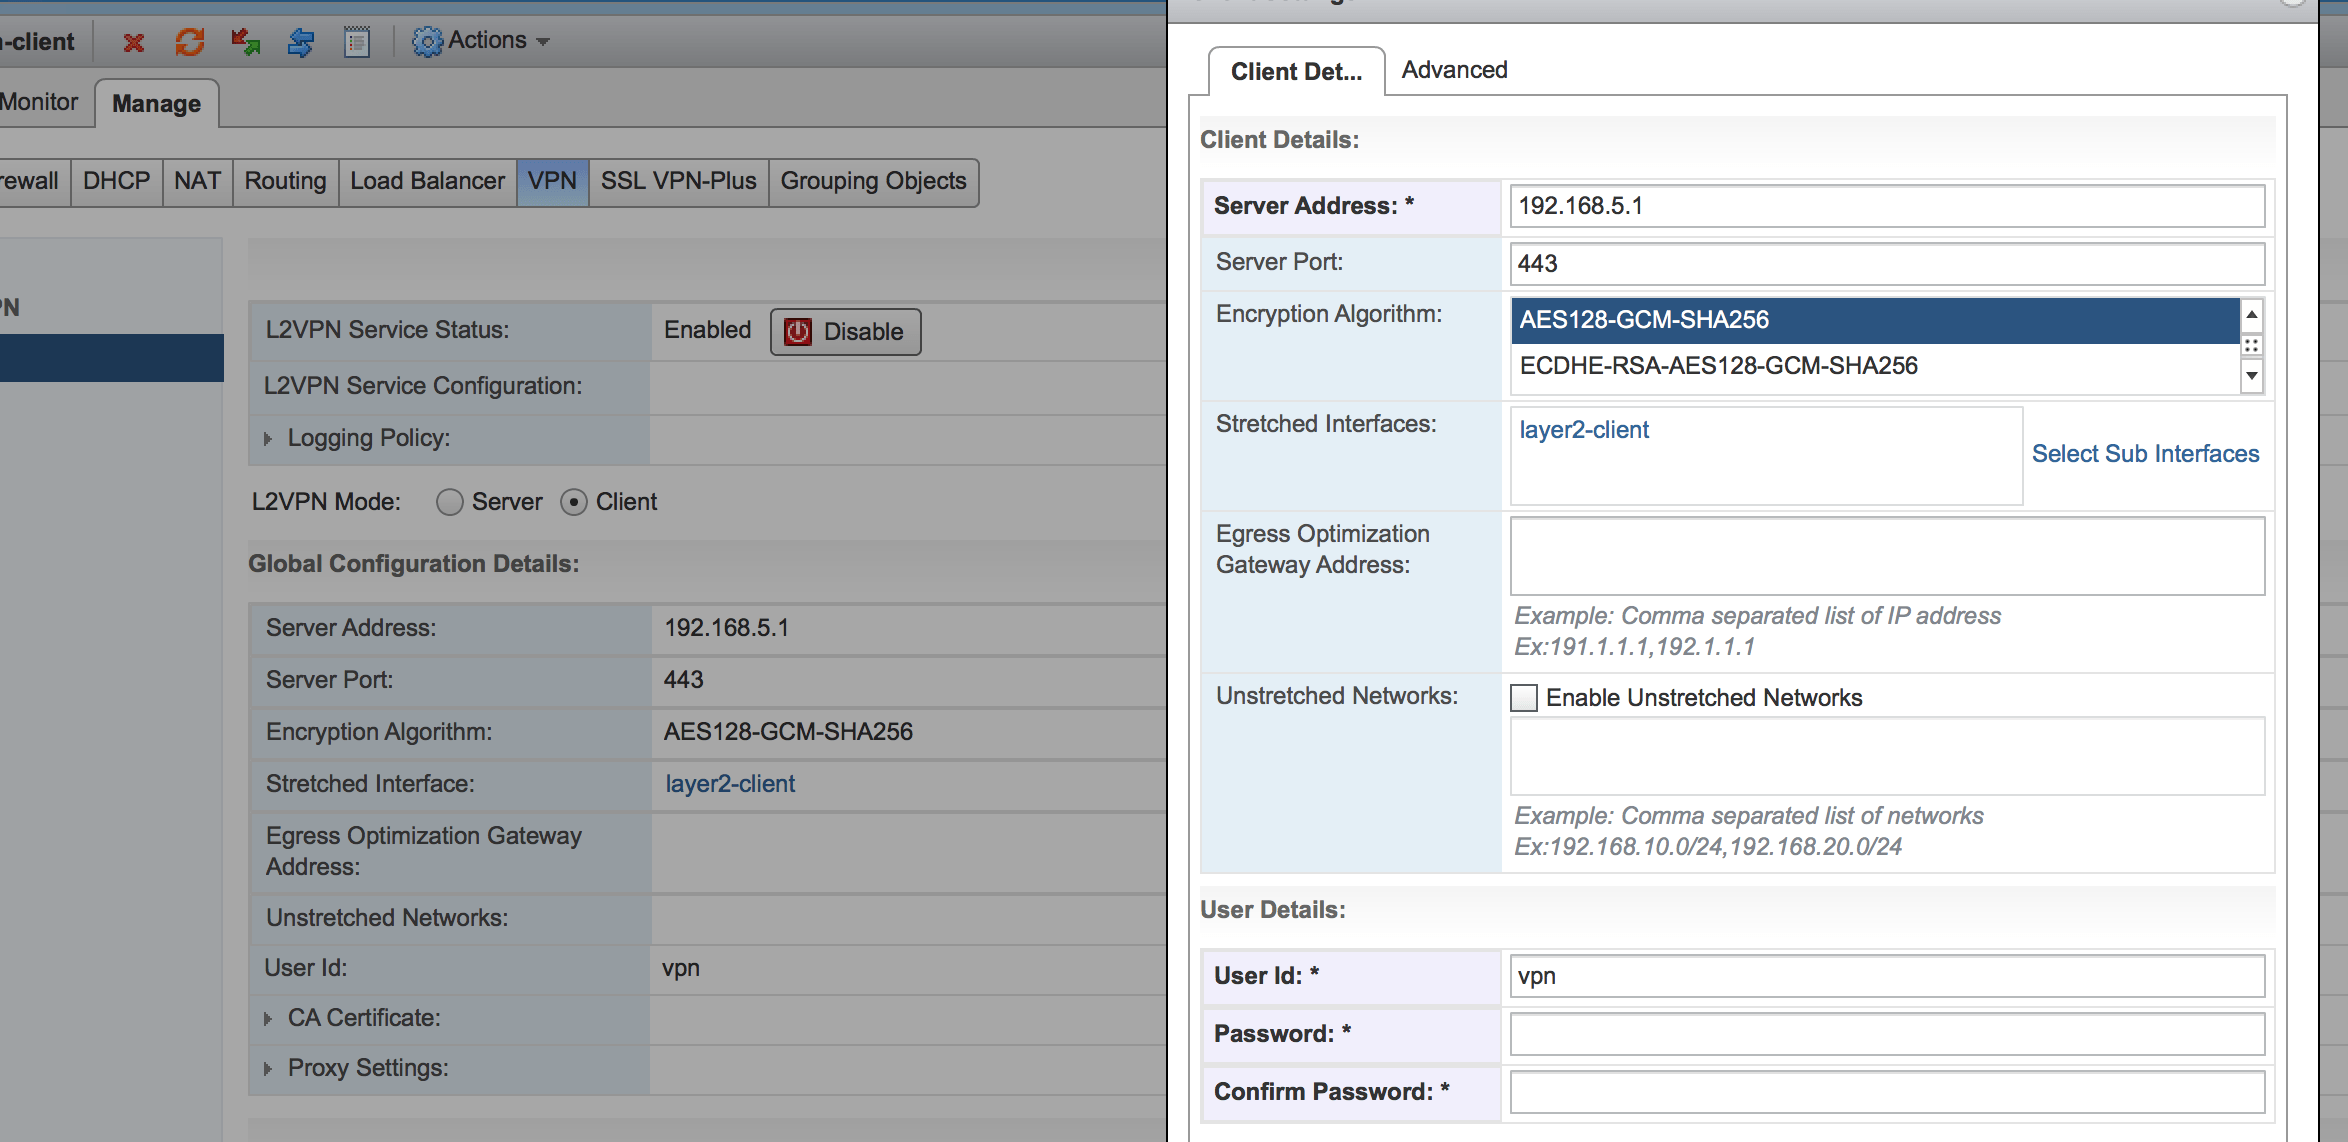 -client
Actions
Monitor
Manage
rewall
DHCP
NAT
Routing
Load Balancer
VPN
SSL VPN-Plus
Grouping Objects
PN
L2VPN Service Status:
Enabled
Disable
L2VPN Service Configuration:
Logging Policy:
L2VPN Mode:
Server
Client
Global Configuration Details:
Server Address:
192.168.5.1
Server Port:
443
Encryption Algorithm:
AES128-GCM-SHA256
Stretched Interface:
layer2-client
Egress Optimization Gateway
Address:
Unstretched Networks:
User Id:
vpn
CA Certificate:
Proxy Settings:
Client Det...
Advanced
Client Details:
Server Address: *
192.168.5.1
Server Port:
443
Encryption Algorithm:
AES128-GCM-SHA256
ECDHE-RSA-AES128-GCM-SHA256
Stretched Interfaces:
layer2-client
Select Sub Interfaces
Egress Optimization
Gateway Address:
Example: Comma separated list of IP address
Ex:191.1.1.1,192.1.1.1
Unstretched Networks:
Enable Unstretched Networks
Example: Comma separated list of networks
Ex:192.168.10.0/24,192.168.20.0/24
User Details:
User Id: *
vpn
Password: *
Confirm Password: *